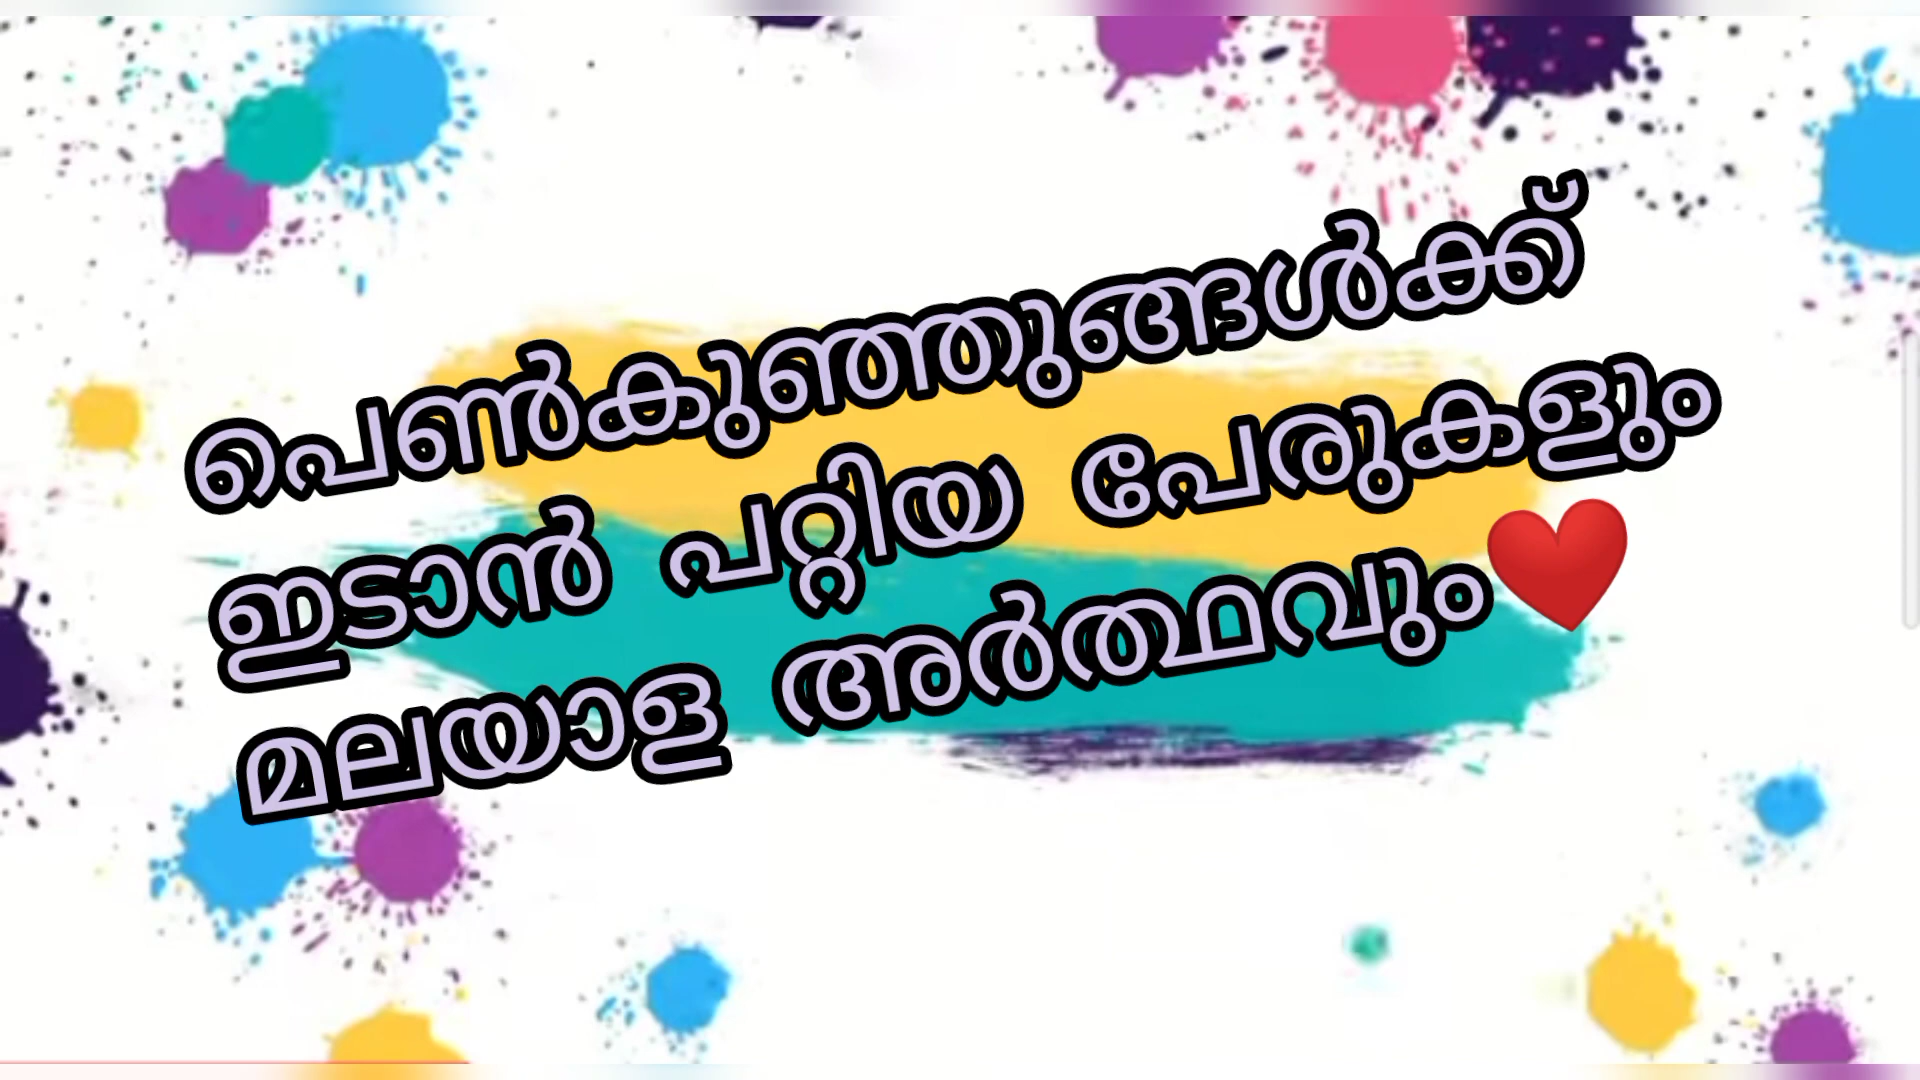 പെൺകുഞ്ഞുങ്ങൾക്ക്
ഇടാൻ പറ്റിയ പേരുകളും
മലയാള അർത്ഥവും❤️